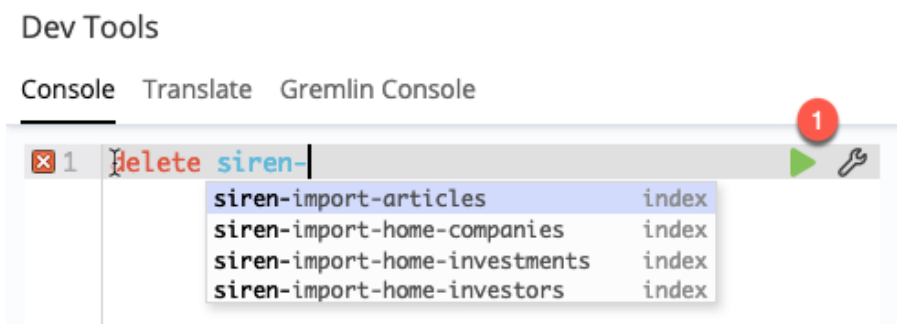 Dev Tools
Console Translate Gremlin Console
1
1 delete siren-
siren-import-articles index
siren-import-home-companies index
siren-import-home-investments index
siren-import-home-investors index